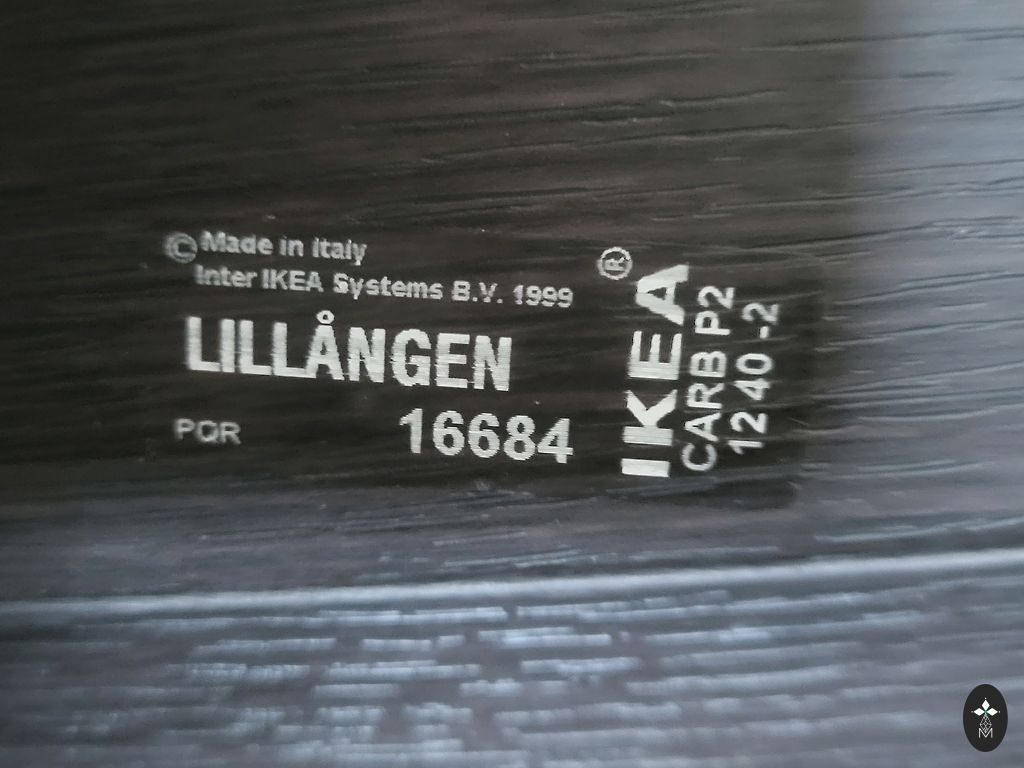 © Made in Italy
Inter IKEA Systems B.V. 1999
LILLÅNGEN
PQR 16684
IKEA®
CARB P2
1240 -2
M